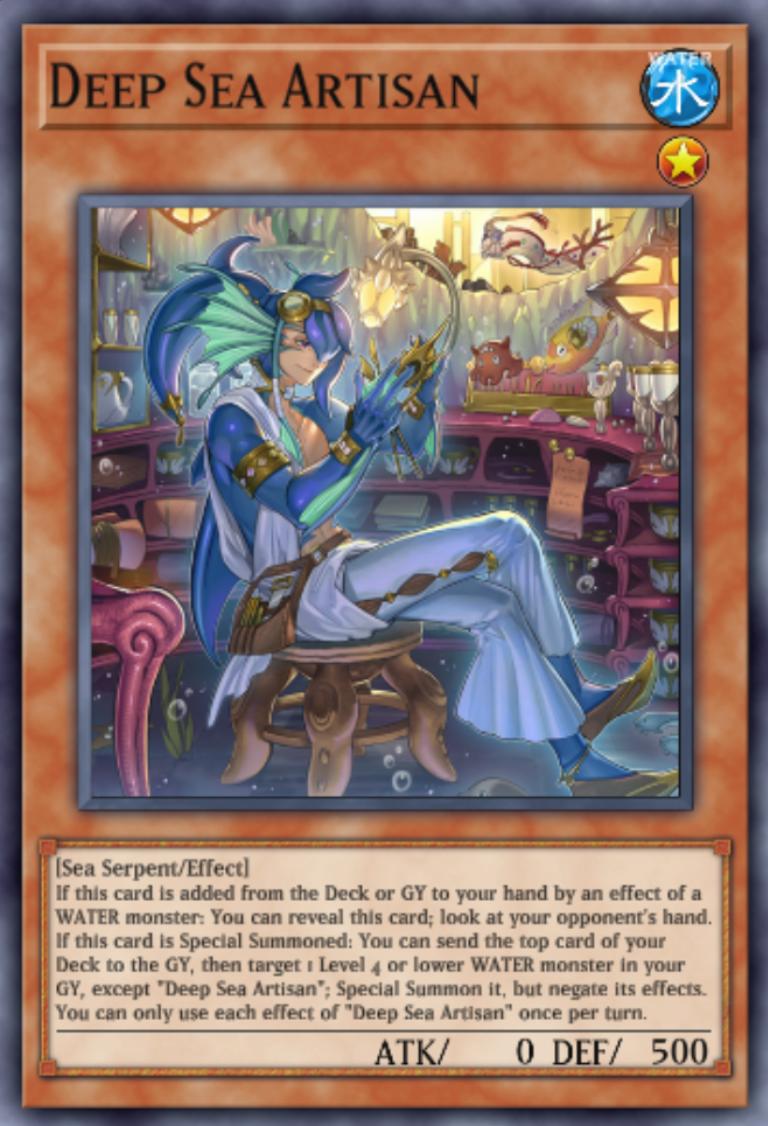 DEEP SEA ARTISAN
WATER
水
[Sea Serpent/Effect]
If this card is added from the Deck or GY to your hand by an effect of a
WATER monster: You can reveal this card; look at your opponent's hand.
If this card is Special Summoned: You can send the top card of your
Deck to the GY, then target 1 Level 4 or lower WATER monster in your
GY, except "Deep Sea Artisan"; Special Summon it, but negate its effects.
You can only use each effect of "Deep Sea Artisan" once per turn.
ATK/ 0 DEF/ 500